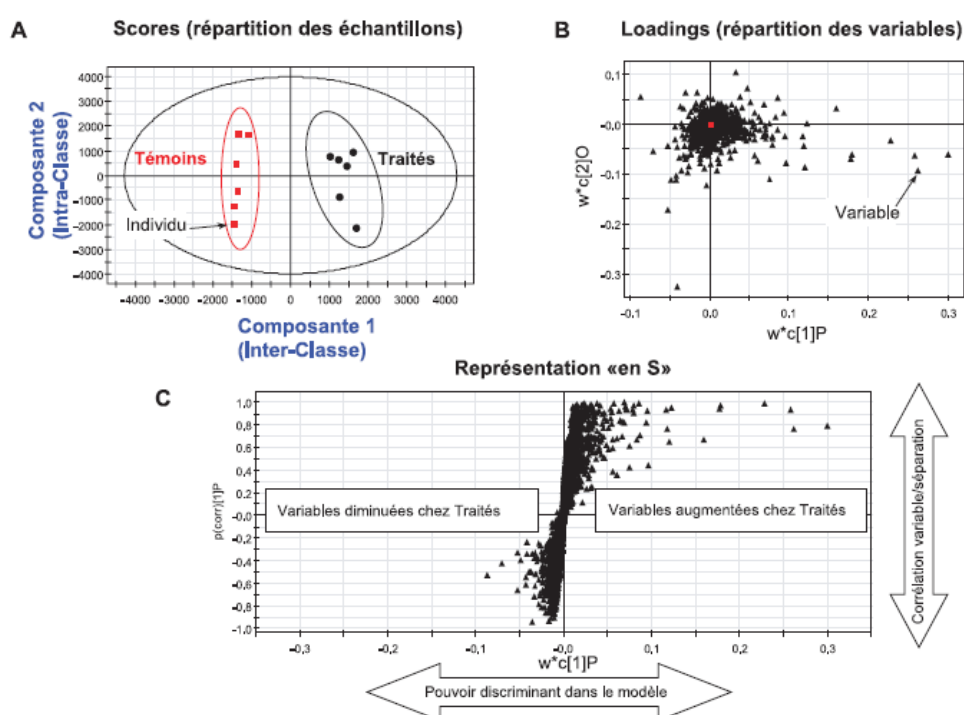 A
Scores (répartition des échantillons)
4000
3000
2000
1000
0
-1000
-2000
-3000
-4000
Composante 2
(Intra-Classe)
Témoins
Traités
Individu
-4000 -3000 -2000 -1000 0 1000 2000 3000 4000
Composante 1
(Inter-Classe)
B
Loadings (répartition des variables)
0,1
-0,0
-0,1
-0,2
-0,3
w*c[2]O
Variable
-0.1 0.0 0.1 0.2 0.3
w*c[1]P
Représentation «en S»
C
1,0
0,8
0,6
0,4
0,2
-0,0
-0,2
-0,4
-0,6
-0,8
-1,0
p(corr)[1]P
Variables diminuées chez Traités
Variables augmentées chez Traités
-0,3 -0,2 -0,1 -0,0 0,1 0,2 0,3
w*c[1]P
Pouvoir discriminant dans le modèle
Corrélation variable/séparation